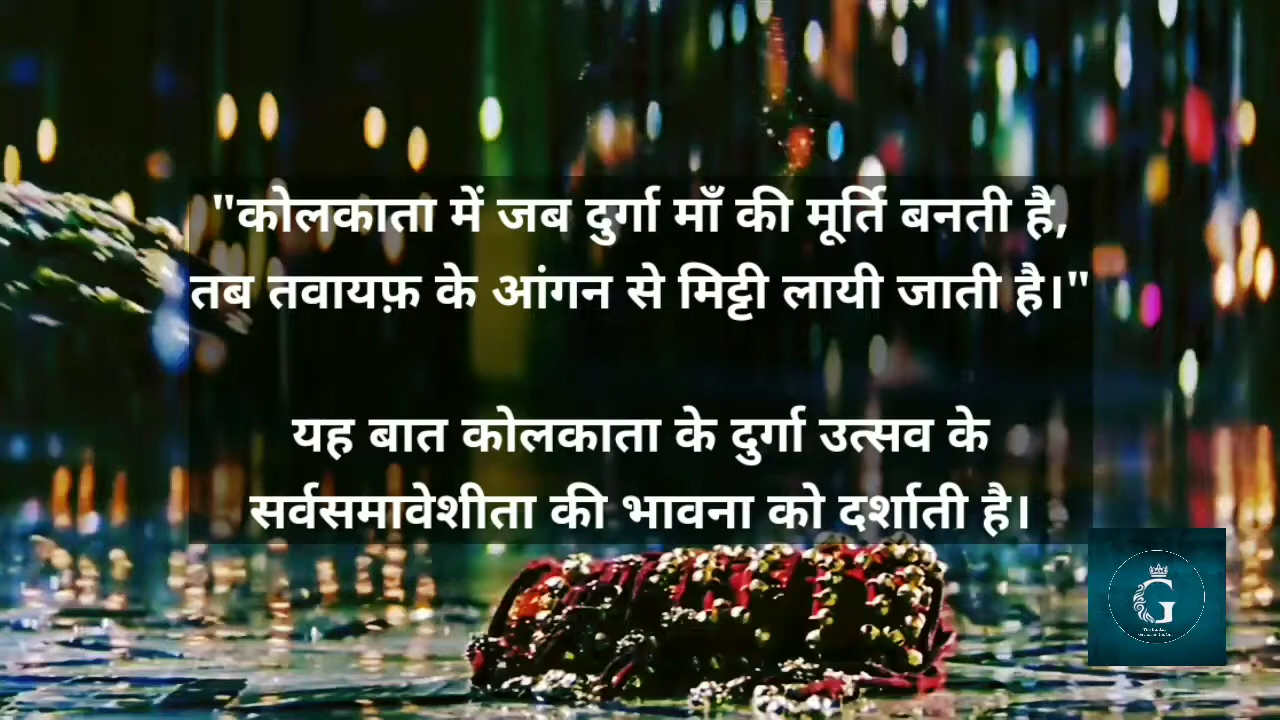 "कोलकाता में जब दुर्गा माँ की मूर्ति बनती है,
तब तवायफ़ के आंगन से मिट्टी लायी जाती है।"
यह बात कोलकाता के दुर्गा उत्सव के
सर्वसमावेशीता की भावना को दर्शाती है।
G